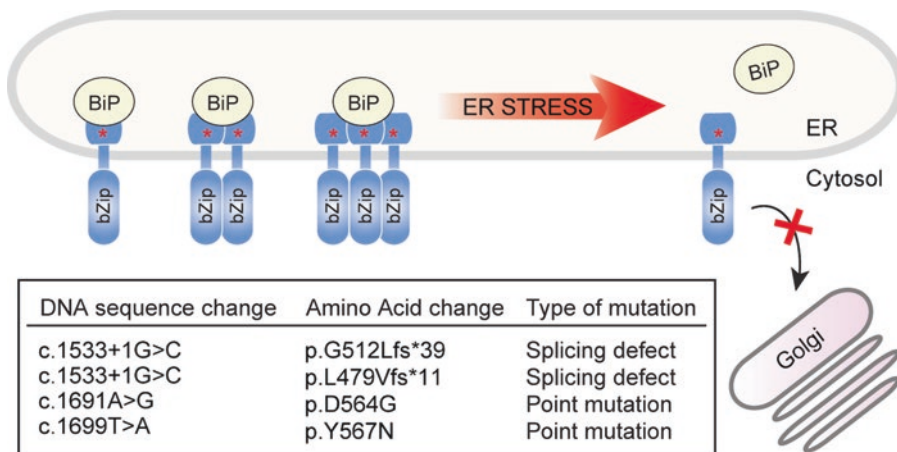 BiP
BiP
BiP
ER STRESS
BiP
* ** *** *
ER
Cytosol
bZip
bZip bZip
bZip bZip bZip
bZip
Golgi
DNA sequence change Amino Acid change Type of mutation
c.1533+1G>C p.G512Lfs*39 Splicing defect
c.1533+1G>C p.L479Vfs*11 Splicing defect
c.1691A>G p.D564G Point mutation
c.1699T>A p.Y567N Point mutation